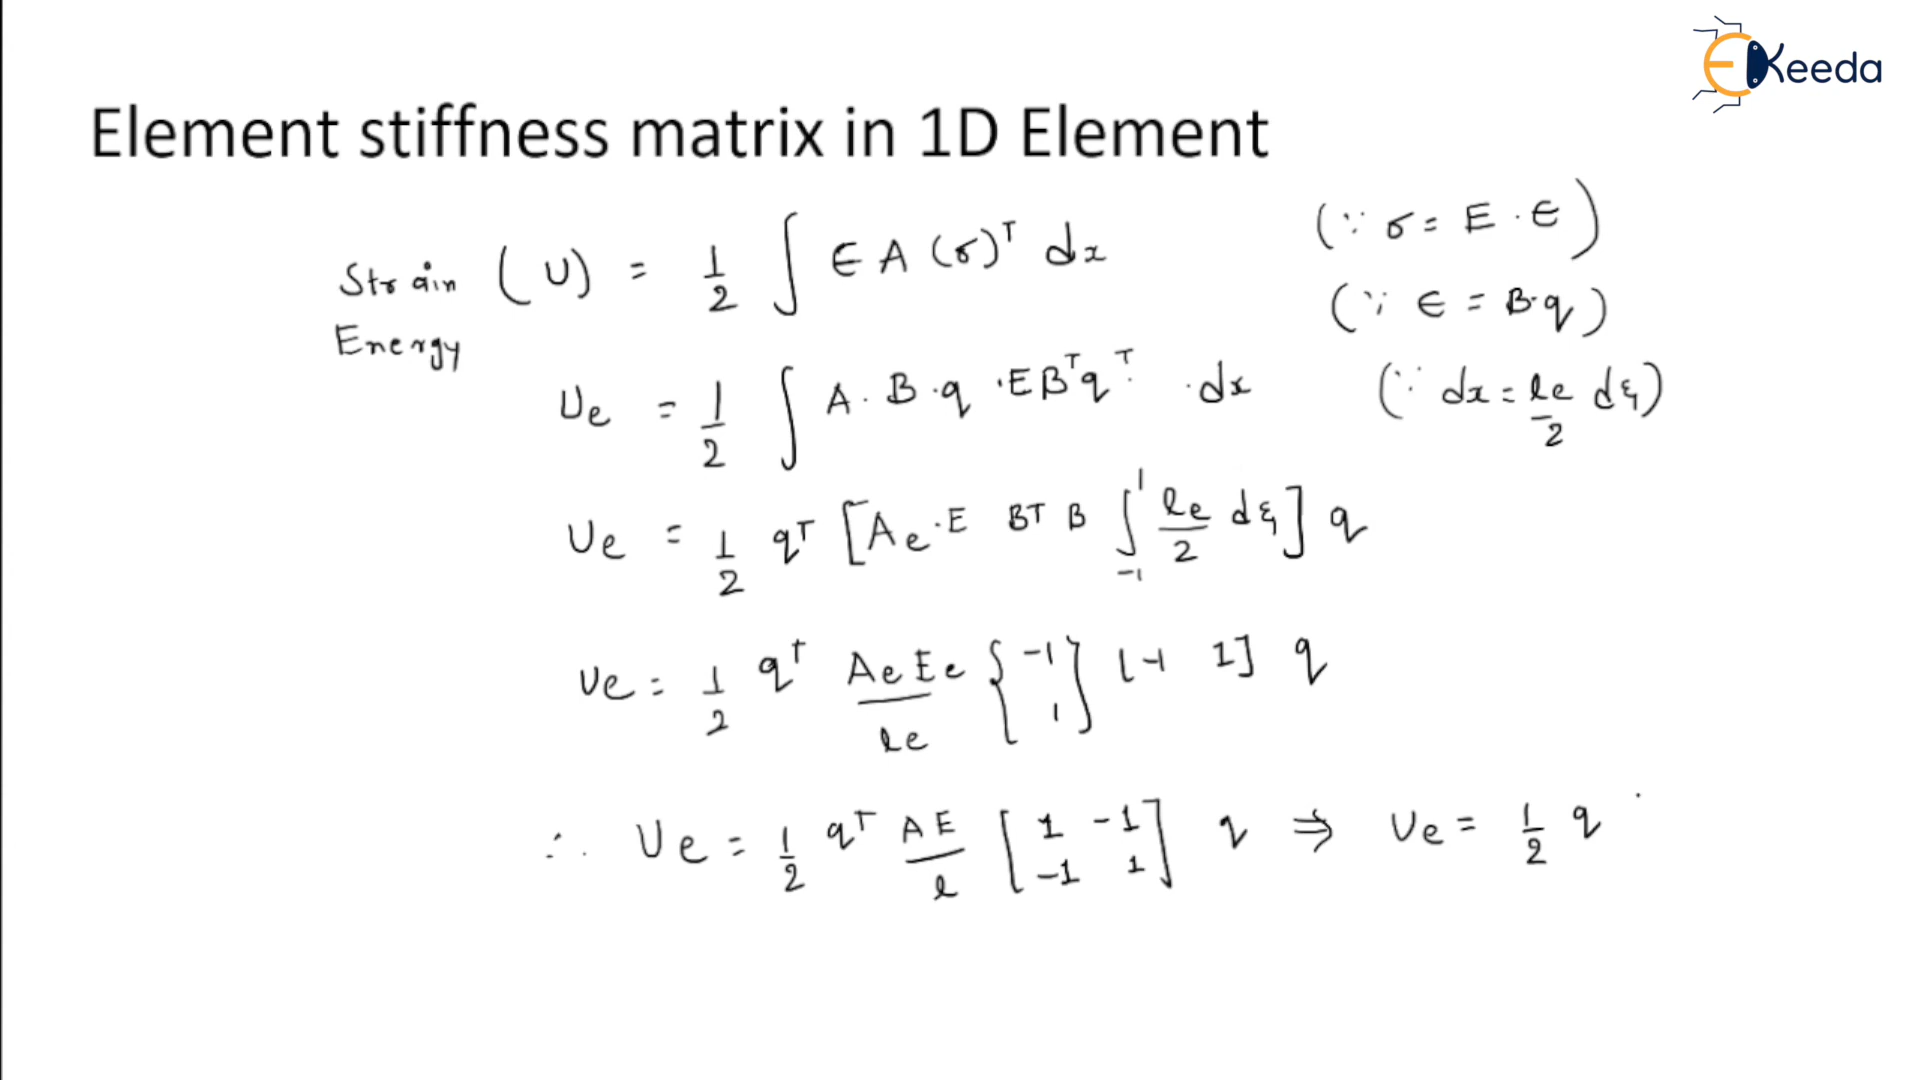 EKeeda
Element stiffness matrix in 1D Element
Strain Energy (U) = 1/2 ∫ ∈ A (σ)ᵀ dx (∵ σ = E · ∈)
(∵ ∈ = B·q)
Ue = 1/2 ∫ A · B · q · E Bᵀ qᵀ · dx (∵ dx = le/2 dξ)
Ue = 1/2 qᵀ [Ae · E BT B ∫₋₁¹ le/2 dξ] q
Ue = 1/2 qᵀ AeEe/le {-1 1} [-1 1] q
∴ Ue = 1/2 qᵀ AE/l [1 -1 -1 1] q ⇒ Ue = 1/2 q